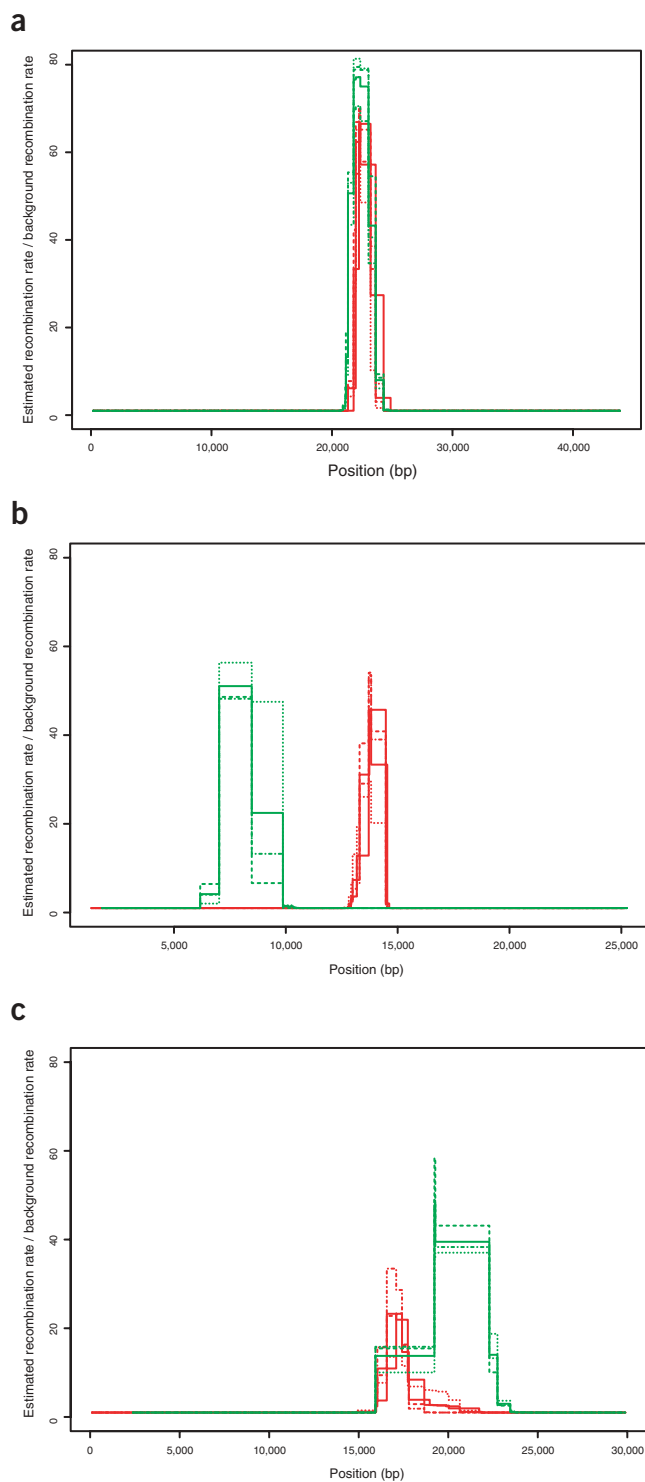 a
Estimated recombination rate / background recombination rate
80
60
40
20
0
0 10,000 20,000 30,000 40,000
Position (bp)
b
Estimated recombination rate / background recombination rate
80
60
40
20
0
5,000 10,000 15,000 20,000 25,000
Position (bp)
c
Estimated recombination rate / background recombination rate
80
60
40
20
0
0 5,000 10,000 15,000 20,000 25,000 30,000
Position (bp)